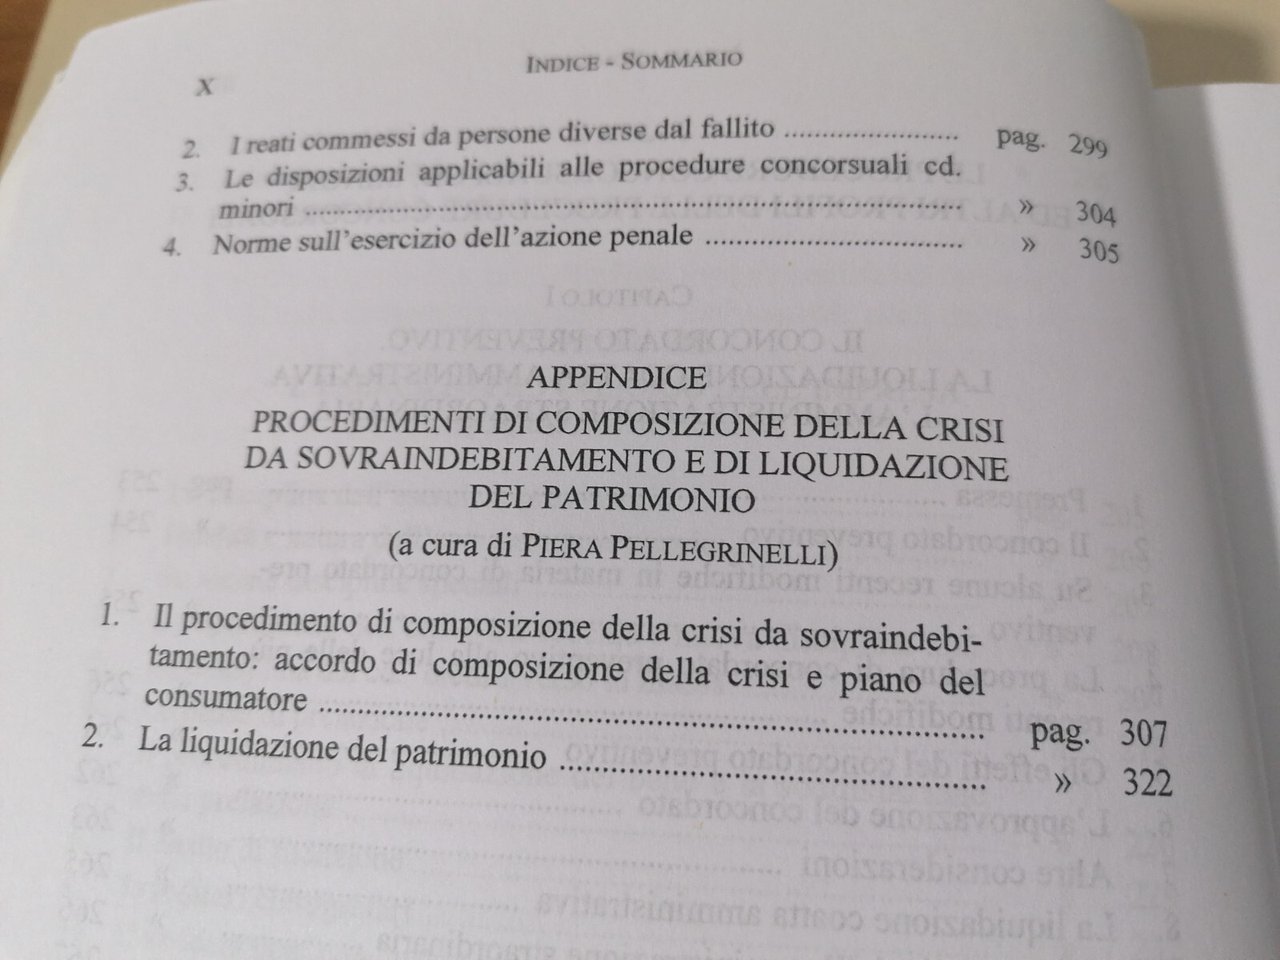 X
INDICE - SOMMARIO
2. I reati commessi da persone diverse dal fallito ........................ pag. 299
3. Le disposizioni applicabili alle procedure concorsuali cd.
minori ........................................................................................ » 304
4. Norme sull'esercizio dell'azione penale .................................. » 305
APPENDICE
PROCEDIMENTI DI COMPOSIZIONE DELLA CRISI
DA SOVRAINDEBITAMENTO E DI LIQUIDAZIONE
DEL PATRIMONIO
(a cura di PIERA PELLEGRINELLI)
1. Il procedimento di composizione della crisi da sovraindebi-
tamento: accordo di composizione della crisi e piano del
consumatore ................................................................................ pag. 307
2. La liquidazione del patrimonio .................................................... » 322